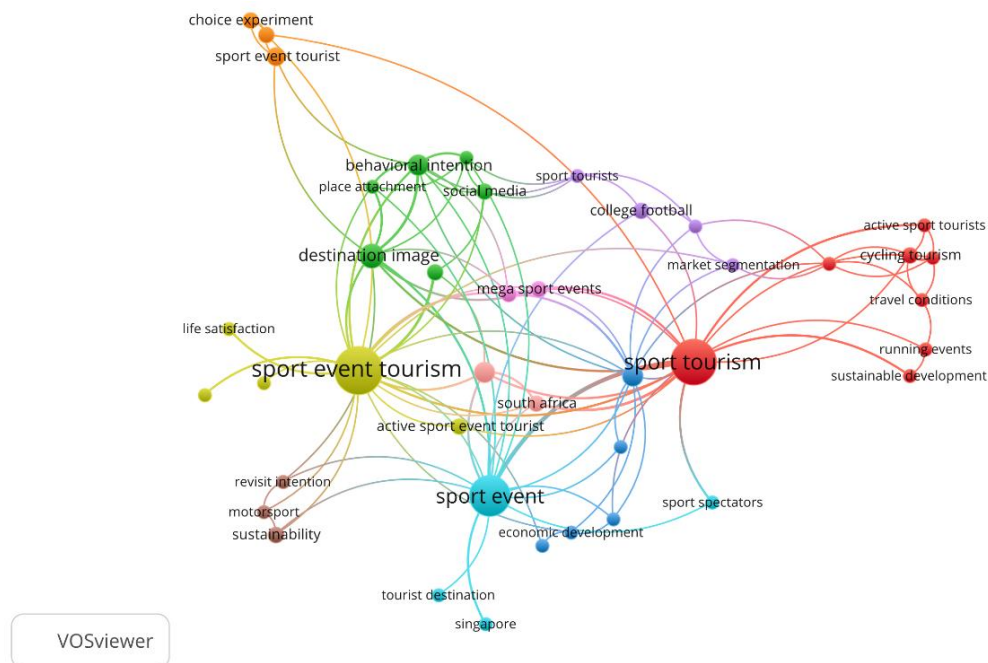 choice experiment
sport event tourist
behavioral intention
sport tourists
place attachment
social media
college football
active sport tourists
destination image
cycling tourism
market segmentation
mega sport events
travel conditions
life satisfaction
running events
sport event tourism
sport tourism
sustainable development
south africa
active event sport tourist
revisit intention
sport event
sport spectators
motorsport
sustainability
economic development
tourist destination
singapore
VOSviewer